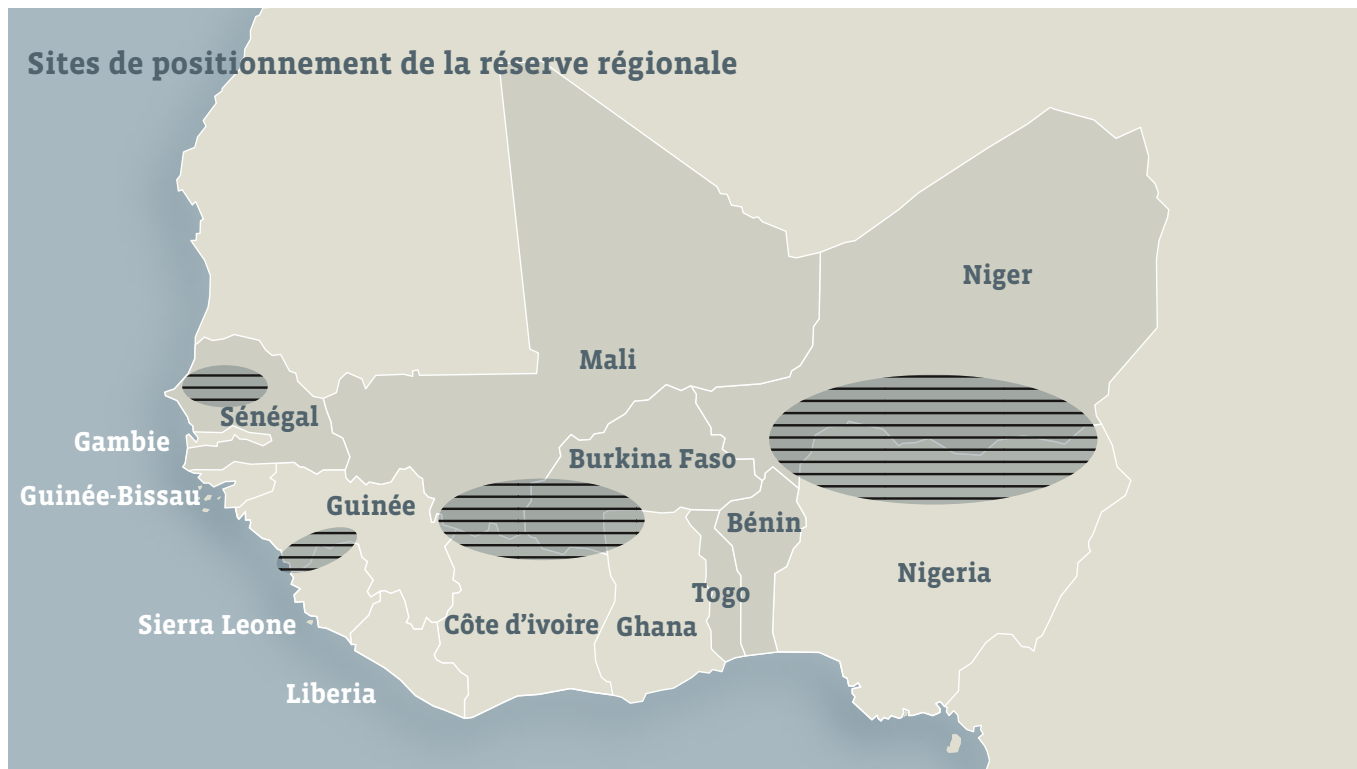 Sites de positionnement de la réserve régionale
Niger
Mali
Sénégal
Gambie
Burkina Faso
Guinée-Bissau
Guinée
Bénin
Nigeria
Togo
Sierra Leone
Côte d'ivoire
Ghana
Liberia